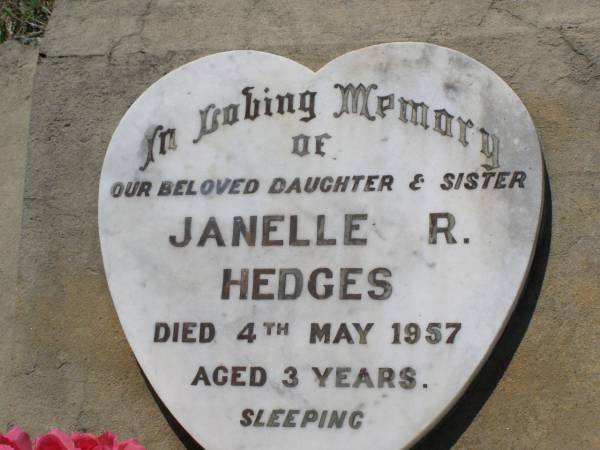 In Loving Memory
OF
OUR BELOVED DAUGHTER & SISTER
JANELLE R.
HEDGES
DIED 4TH MAY 1957
AGED 3 YEARS.
SLEEPING